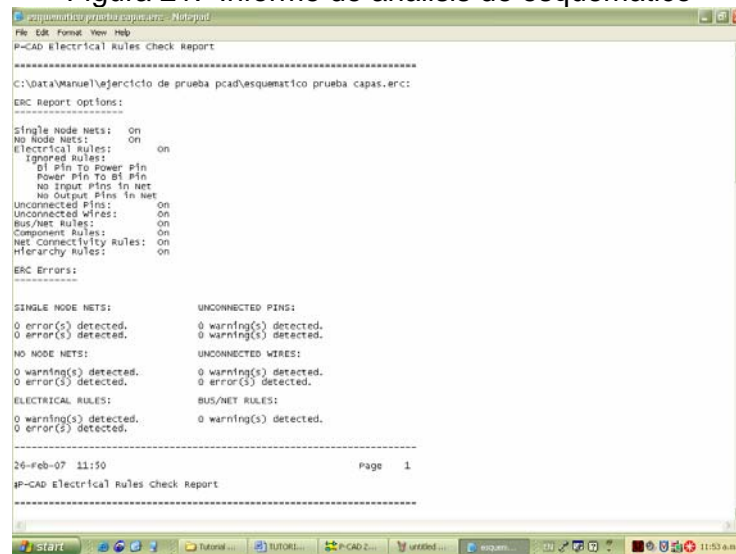 esquematico prueba capas.erc - Notepad
File Edit Format View Help
P-CAD Electrical Rules Check Report
======================================================================
C:\Data\Manuel\ejercicio de prueba pcad\esquematico prueba capas.erc:
ERC Report Options:
-------------------
Single Node Nets: On
No Node Nets: On
Electrical Rules: On
Ignored Rules:
Bi Pin To Power Pin
Power Pin To Bi Pin
No Input Pins in Net
No Output Pins in Net
Unconnected Pins: On
Unconnected Wires: On
Bus/Net Rules: On
Component Rules: On
Net Connectivity Rules: On
Hierarchy Rules: On
ERC Errors:
-----------
SINGLE NODE NETS: UNCONNECTED PINS:
0 error(s) detected. 0 warning(s) detected.
0 error(s) detected. 0 warning(s) detected.
NO NODE NETS: UNCONNECTED WIRES:
0 warning(s) detected. 0 warning(s) detected.
0 error(s) detected. 0 error(s) detected.
ELECTRICAL RULES: BUS/NET RULES:
0 warning(s) detected. 0 warning(s) detected.
0 error(s) detected.
----------------------------------------------------------------------
26-Feb-07 11:50 Page 1
P-CAD Electrical Rules Check Report
======================================================================
start Tutorial ... TUTORI... P-CAD 2... untitled ... esquem... EN 11:53 a.m.